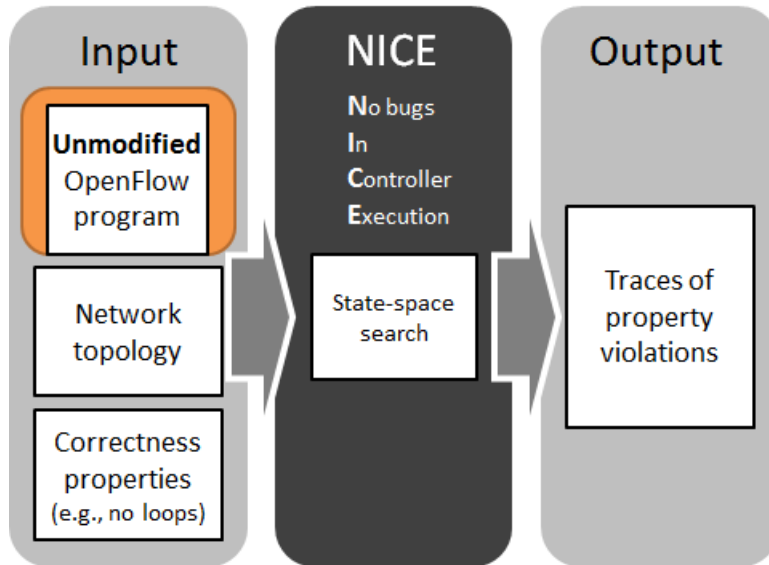 Input
Unmodified
OpenFlow
program
Network
topology
Correctness
properties
(e.g., no loops)
NICE
No bugs
In
Controller
Execution
State-space
search
Output
Traces of
property
violations